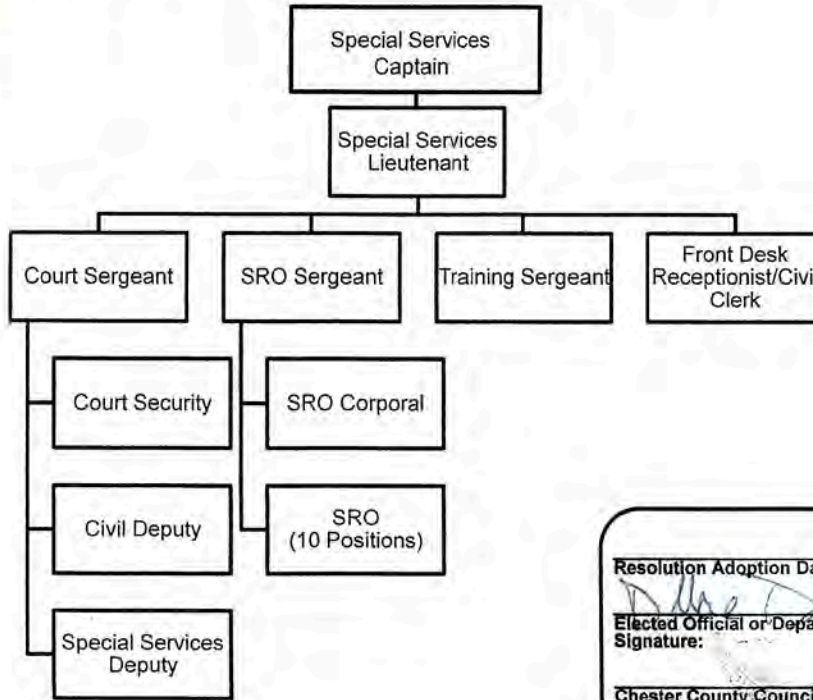 Special Services
Captain
Special Services
Lieutenant
Court Sergeant
SRO Sergeant
Training Sergeant
Front Desk
Receptionist/Civi
Clerk
Court Security
SRO Corporal
Civil Deputy
SRO
(10 Positions)
Special Services
Deputy
Resolution Adoption Da
Elected Official or Depa
Signature:
Chester County Counci